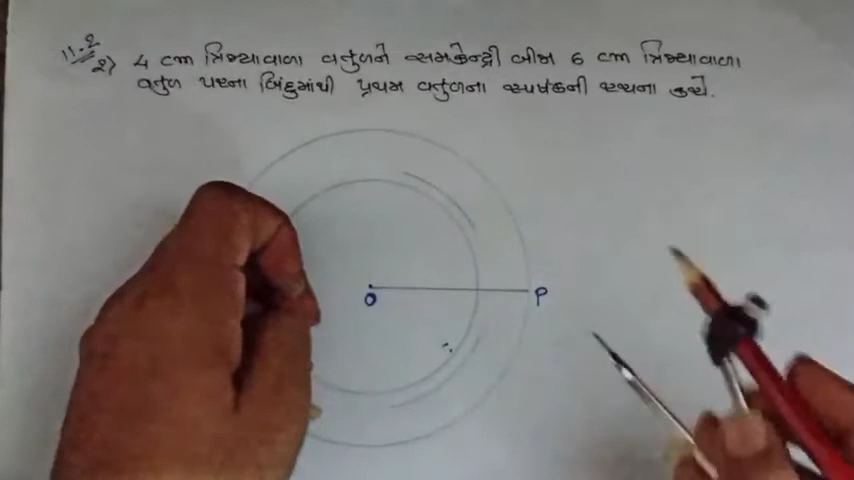 11.2
2) 4 cm ત્રિજ્યાવાળા વર્તુળને સમકેન્દ્રી બીજા 6 cm ત્રિજ્યાવાળા
વર્તુળ પરના બિંદુમાંથી પ્રથમ વર્તુળના સ્પર્શકની રચના કરો.
O P